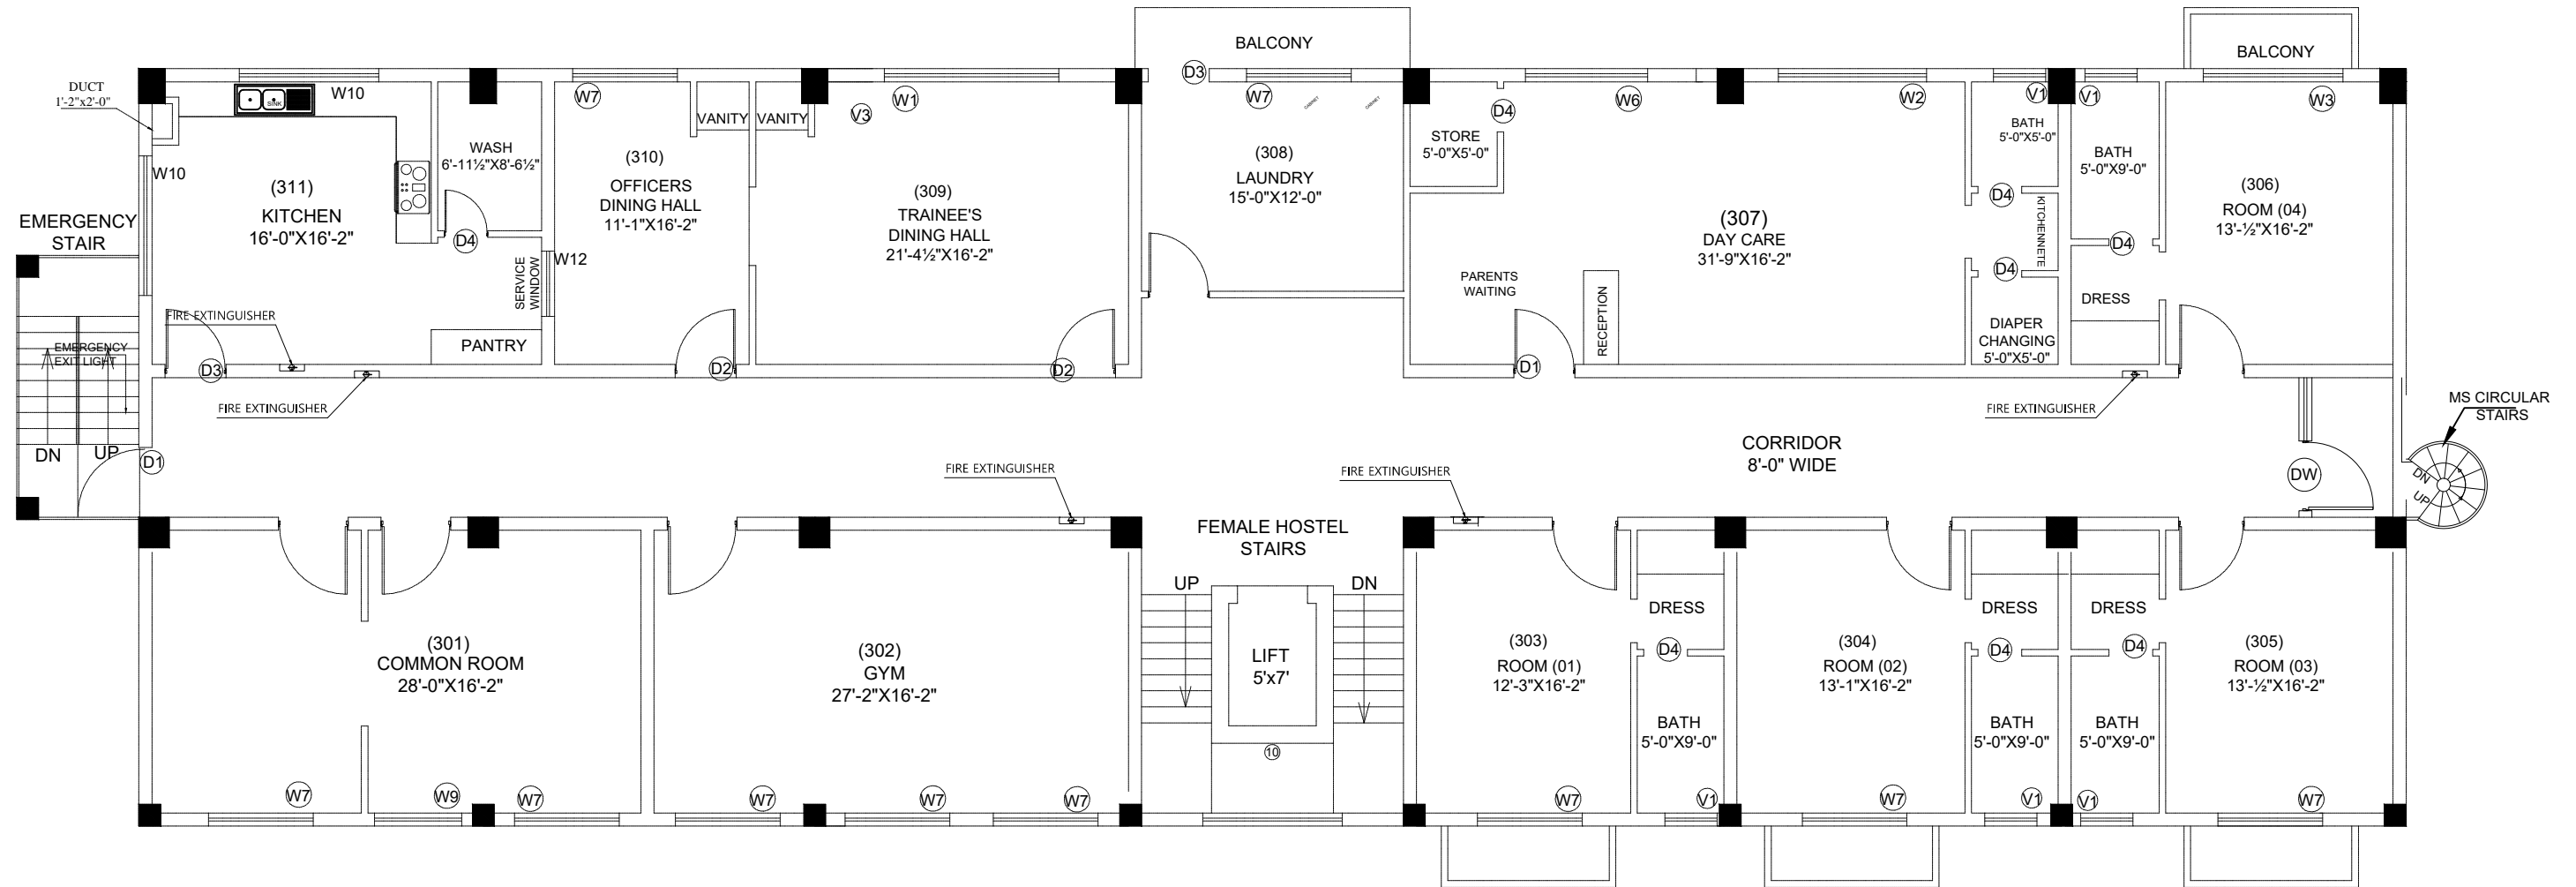 BALCONY
BALCONY
DUCT
1'-2"x2'-0"
W10
SINK
W7
VANITY
VANITY
V3
W1
D3
W7
CABINET
CABINET
D4
W6
W2
V1
V1
W3
WASH
6'-11½"X8'-6½"
STORE
5'-0"X5'-0"
BATH
5'-0"X5'-0"
BATH
5'-0"X9'-0"
W10
(311)
KITCHEN
16'-0"X16'-2"
(310)
OFFICERS
DINING HALL
11'-1"X16'-2"
(309)
TRAINEE'S
DINING HALL
21'-4½"X16'-2"
(308)
LAUNDRY
15'-0"X12'-0"
(307)
DAY CARE
31'-9"X16'-2"
(306)
ROOM (04)
13'-½"X16'-2"
EMERGENCY
STAIR
D4
W12
SERVICE
WINDOW
D4
KITCHENNETE
D4
D4
PARENTS
WAITING
RECEPTION
DRESS
DIAPER
CHANGING
5'-0"X5'-0"
FIRE EXTINGUISHER
PANTRY
EMERGENCY
EXIT LIGHT
D3
D2
D2
D1
FIRE EXTINGUISHER
FIRE EXTINGUISHER
MS CIRCULAR
STAIRS
CORRIDOR
8'-0" WIDE
DN
UP
D1
FIRE EXTINGUISHER
FIRE EXTINGUISHER
DW
DN
UP
FEMALE HOSTEL
STAIRS
UP
DN
LIFT
5'x7'
10
(301)
COMMON ROOM
28'-0"X16'-2"
(302)
GYM
27'-2"X16'-2"
(303)
ROOM (01)
12'-3"X16'-2"
DRESS
D4
BATH
5'-0"X9'-0"
(304)
ROOM (02)
13'-1"X16'-2"
DRESS
D4
BATH
5'-0"X9'-0"
DRESS
D4
BATH
5'-0"X9'-0"
(305)
ROOM (03)
13'-½"X16'-2"
W7
W9
W7
W7
W7
W7
W7
V1
W7
V1
V1
W7